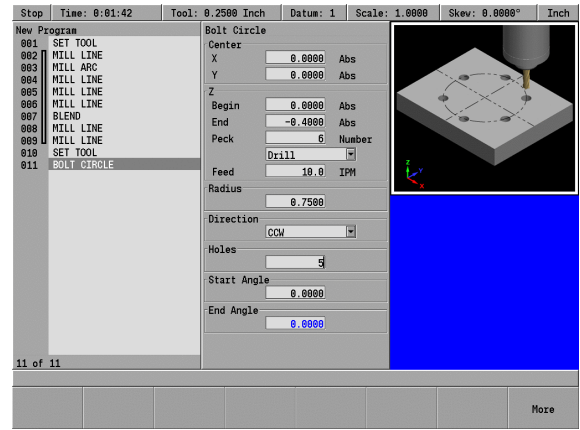 Stop Time: 0:01:42 Tool: 0.2500 Inch Datum: 1 Scale: 1.0000 Skew: 0.0000° Inch
New Program
001 SET TOOL
002 MILL LINE
003 MILL ARC
004 MILL LINE
005 MILL LINE
006 MILL LINE
007 BLEND
008 MILL LINE
009 MILL LINE
010 SET TOOL
011 BOLT CIRCLE
11 of 11
Bolt Circle
Center
X 0.0000 Abs
Y 0.0000 Abs
Z
Begin 0.0000 Abs
End -0.4000 Abs
Peck 6 Number
Drill
Feed 10.0 IPM
Radius
0.7500
Direction
CCW
Holes
5
Start Angle
0.0000
End Angle
0.0000
Z
Y
X
More